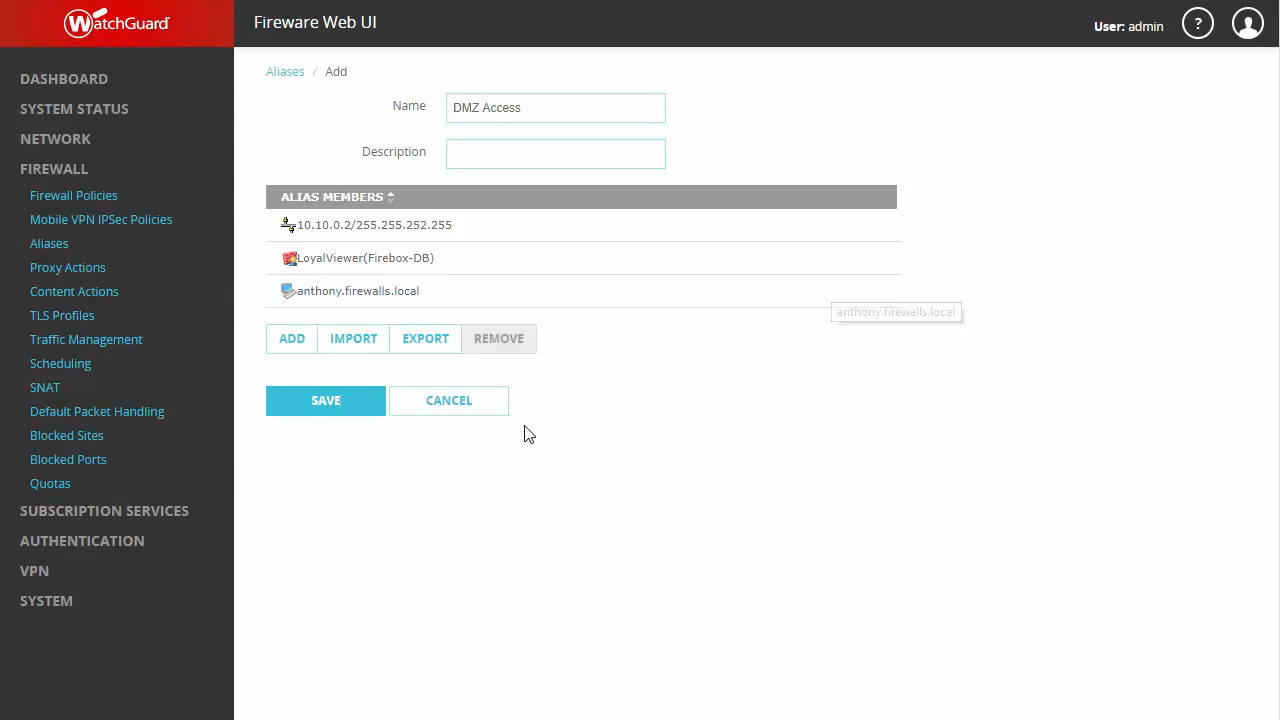 WatchGuard
Fireware Web UI
User: admin
?
DASHBOARD
SYSTEM STATUS
NETWORK
FIREWALL
Firewall Policies
Mobile VPN IPSec Policies
Aliases
Proxy Actions
Content Actions
TLS Profiles
Traffic Management
Scheduling
SNAT
Default Packet Handling
Blocked Sites
Blocked Ports
Quotas
SUBSCRIPTION SERVICES
AUTHENTICATION
VPN
SYSTEM
Aliases / Add
Name DMZ Access
Description
ALIAS MEMBERS
10.10.0.2/255.255.252.255
LoyalViewer(Firebox-DB)
anthony.firewalls.local
anthony.firewalls.local
ADD IMPORT EXPORT REMOVE
SAVE CANCEL